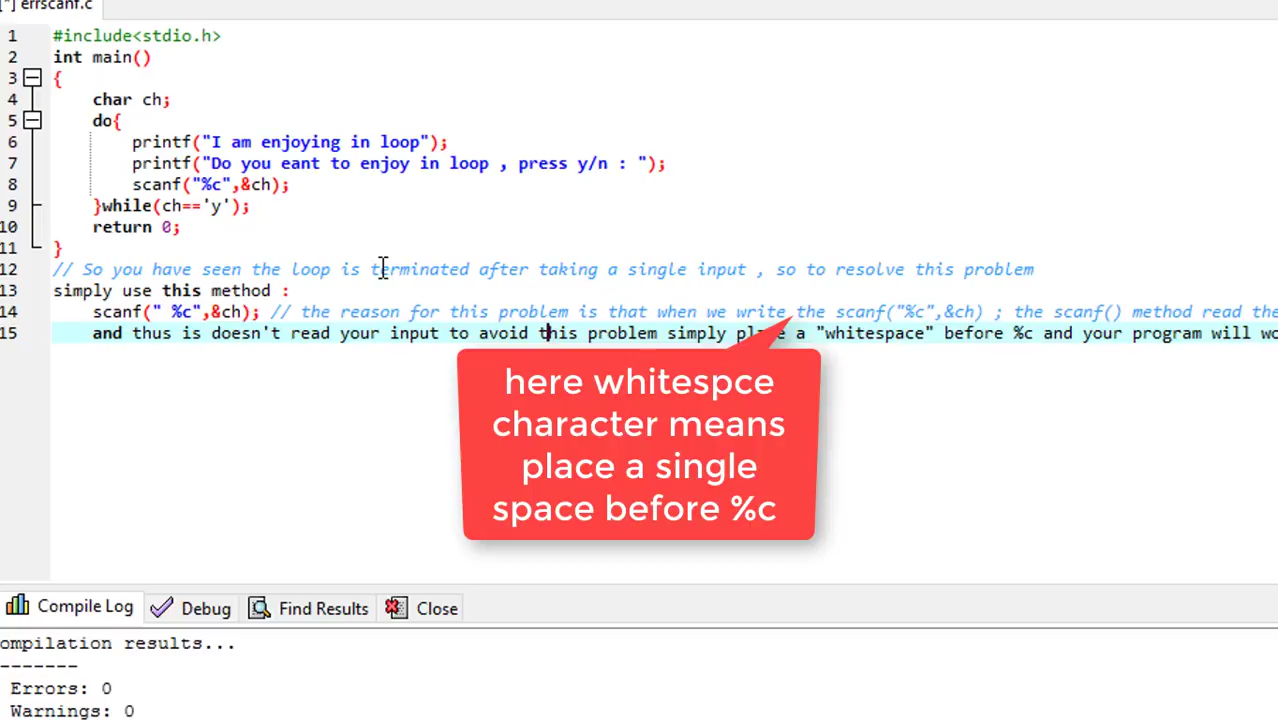 [*] errscanf.c
1 #include<stdio.h>
2 int main()
3 {
4 char ch;
5 do{
6 printf("I am enjoying in loop");
7 printf("Do you eant to enjoy in loop , press y/n : ");
8 scanf("%c",&ch);
9 }while(ch=='y');
10 return 0;
11 }
12 // So you have seen the loop is terminated after taking a single input , so to resolve this problem
13 simply use this method :
14 scanf(" %c",&ch); // the reason for this problem is that when we write the scanf("%c",&ch) ; the scanf() method read the
15 and thus is doesn't read your input to avoid this problem simply place a "whitespace" before %c and your program will wo
here whitespce
character means
place a single
space before %c
Compile Log Debug Find Results Close
ompilation results...
-------
Errors: 0
Warnings: 0